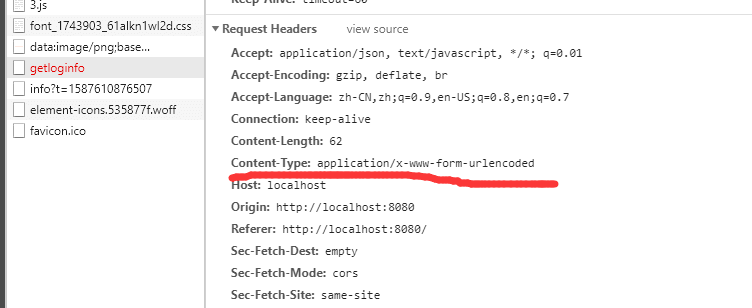 3.js
font_1743903_61alkn1wl2d.css
data:image/png;base...
getloginfo
info?t=1587610876507
element-icons.535877f.woff
favicon.ico
Keep-Alive: timeout=60
Request Headers view source
Accept: application/json, text/javascript, */*; q=0.01
Accept-Encoding: gzip, deflate, br
Accept-Language: zh-CN,zh;q=0.9,en-US;q=0.8,en;q=0.7
Connection: keep-alive
Content-Length: 62
Content-Type: application/x-www-form-urlencoded
Host: localhost
Origin: http://localhost:8080
Referer: http://localhost:8080/
Sec-Fetch-Dest: empty
Sec-Fetch-Mode: cors
Sec-Fetch-Site: same-site